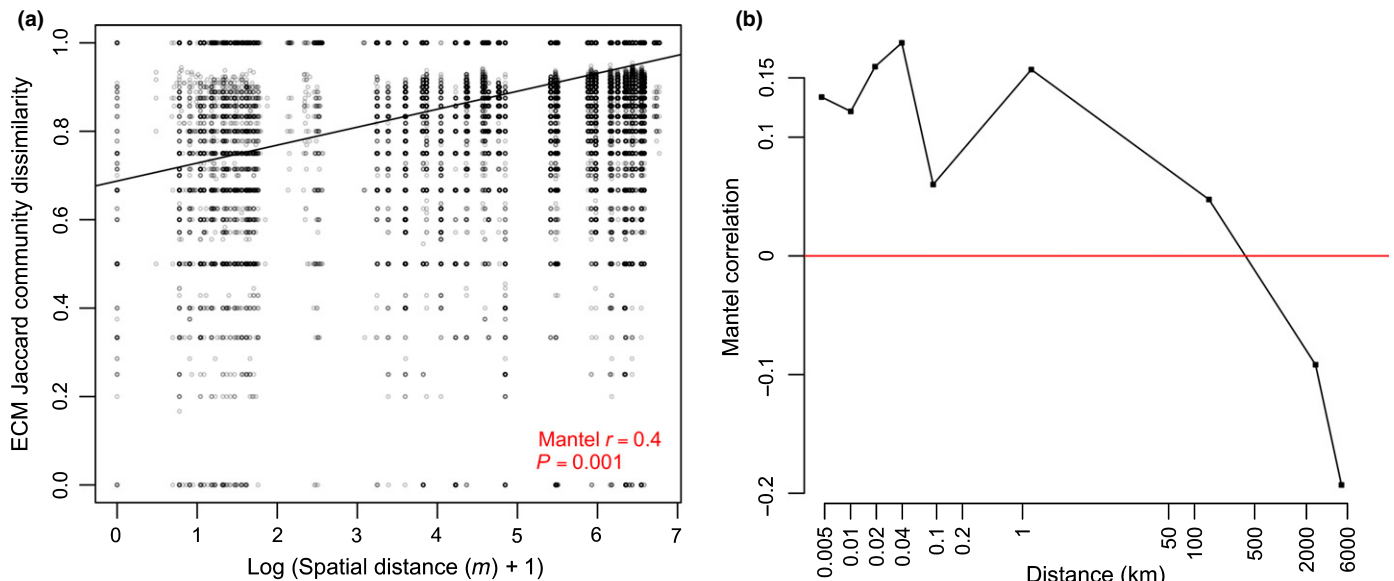 (a)
ECM Jaccard community dissimilarity
1.0
0.8
0.6
0.4
0.2
0.0
Mantel r = 0.4
P = 0.001
0 1 2 3 4 5 6 7
Log (Spatial distance (m) + 1)
(b)
Mantel correlation
0.15
0.1
0
−0.1
−0.2
0.005 0.01 0.02 0.04 0.1 0.2 1 50 100 500 2000 6000
Distance (km)